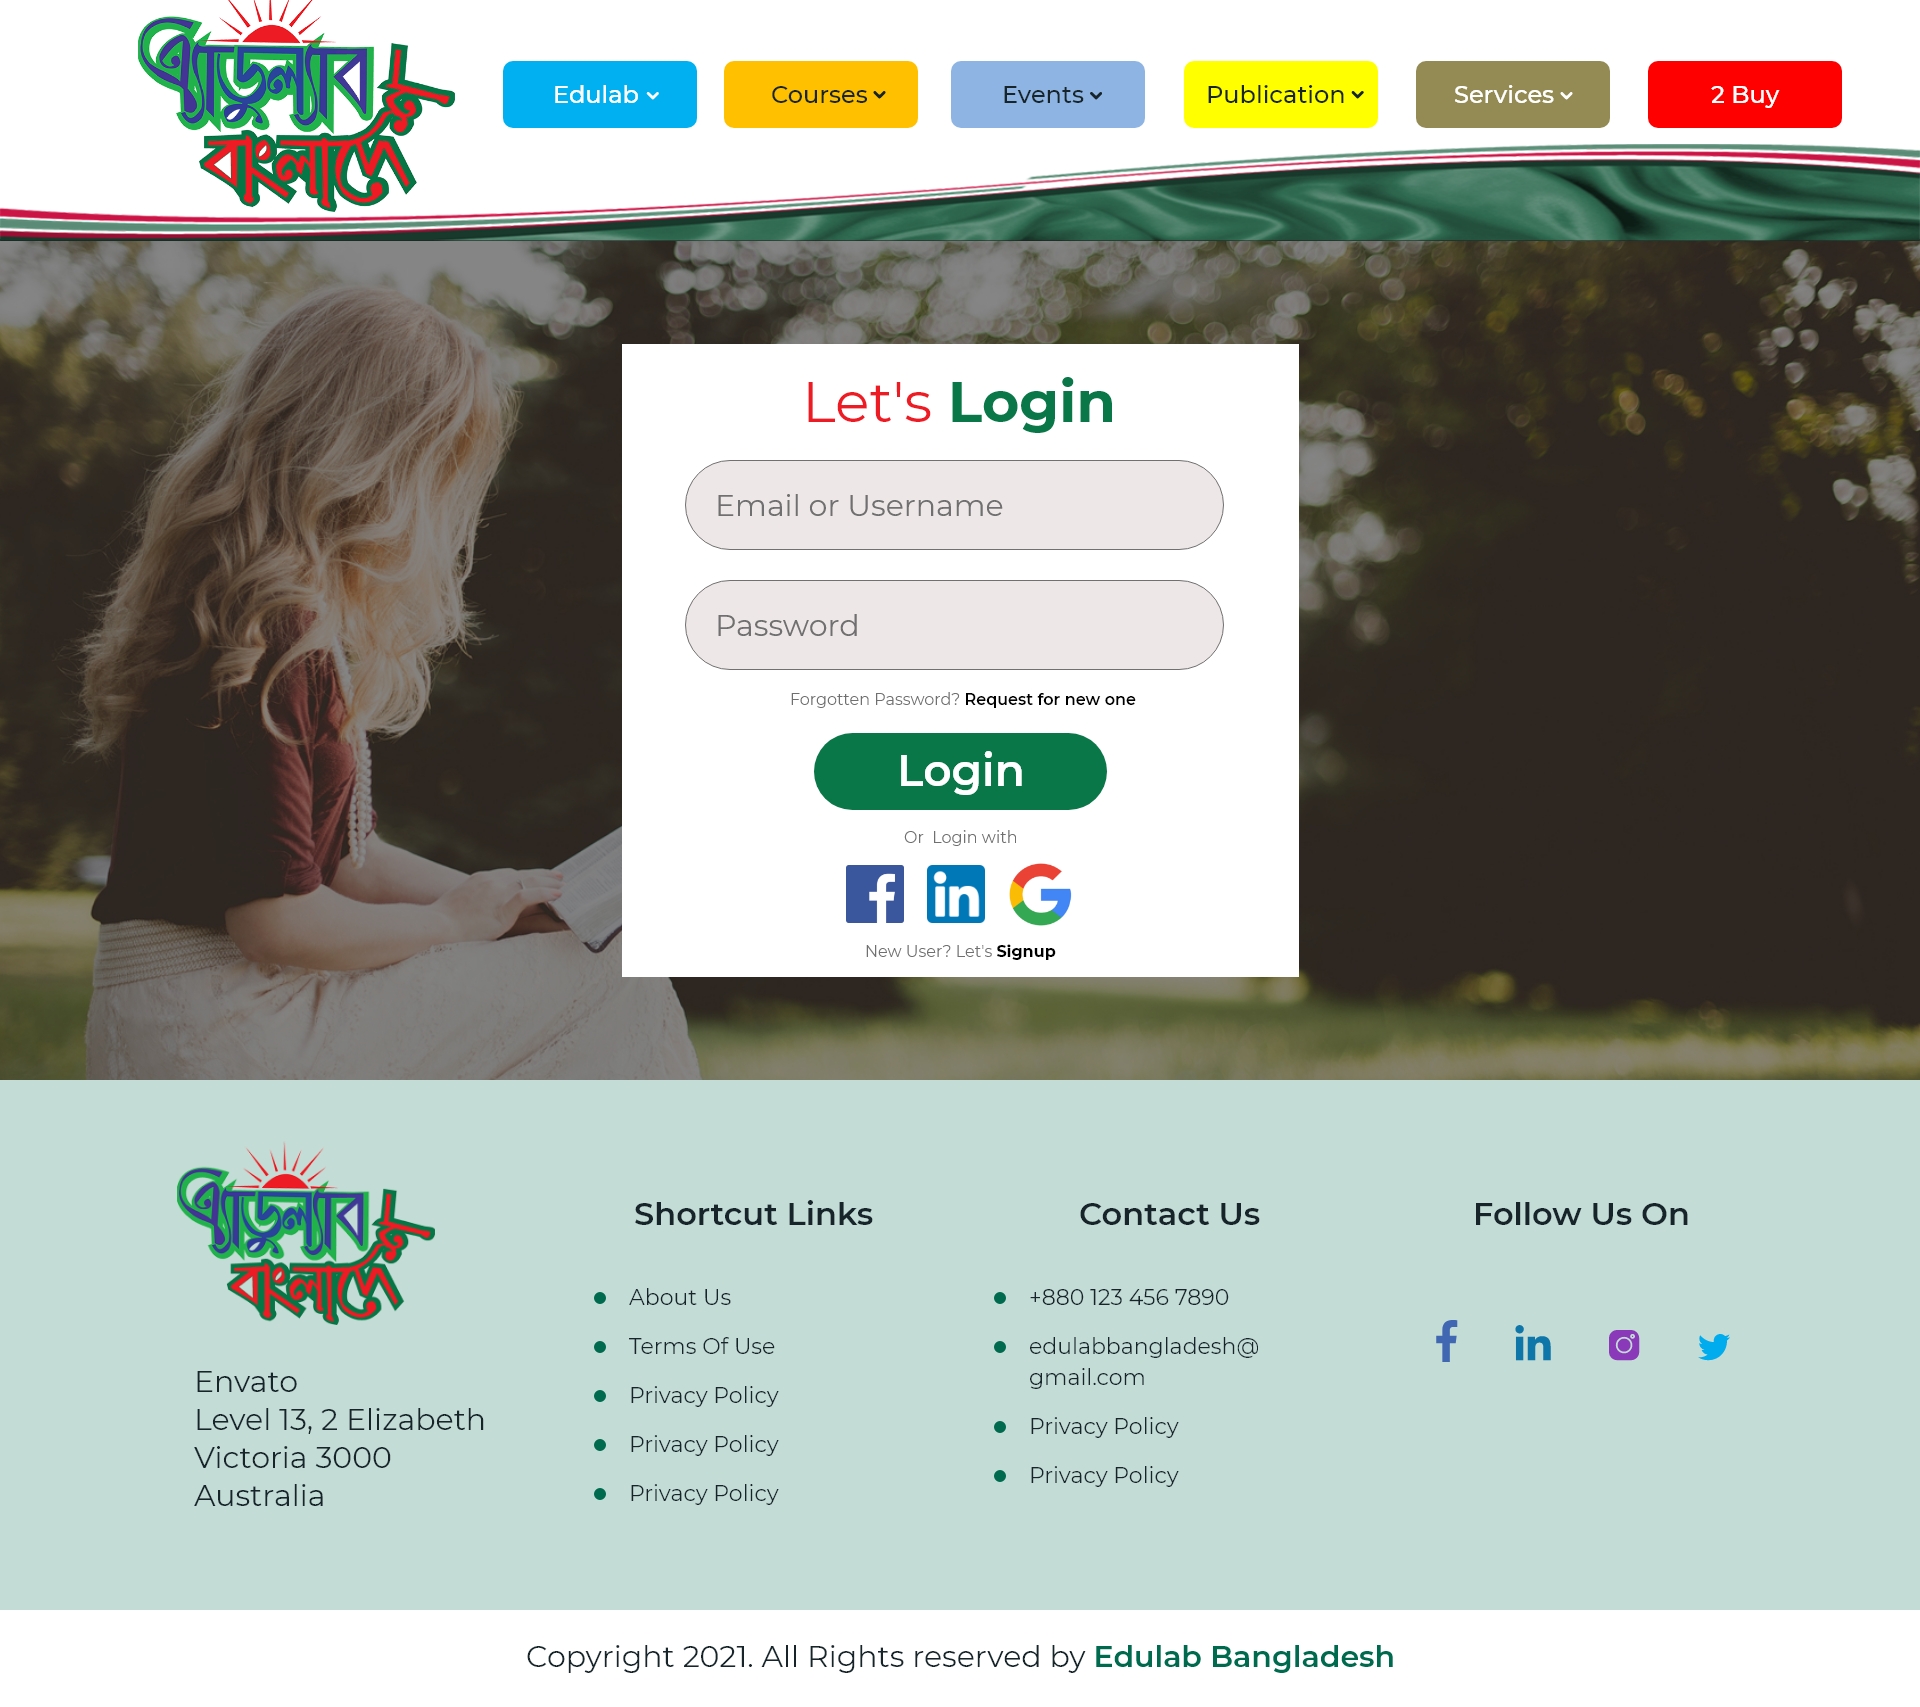 এ্যাডুল্যাব
বাংলাদেশ
Edulab
Courses
Events
Publication
Services
2 Buy
Let's Login
Email or Username
Password
Forgotten Password? Request for new one
Login
Or Login with
New User? Let's Signup
এ্যাডুল্যাব
বাংলাদেশ
Envato
Level 13, 2 Elizabeth
Victoria 3000
Australia
Shortcut Links
About Us
Terms Of Use
Privacy Policy
Privacy Policy
Privacy Policy
Contact Us
+880 123 456 7890
edulabbangladesh@
gmail.com
Privacy Policy
Privacy Policy
Follow Us On
Copyright 2021. All Rights reserved by Edulab Bangladesh